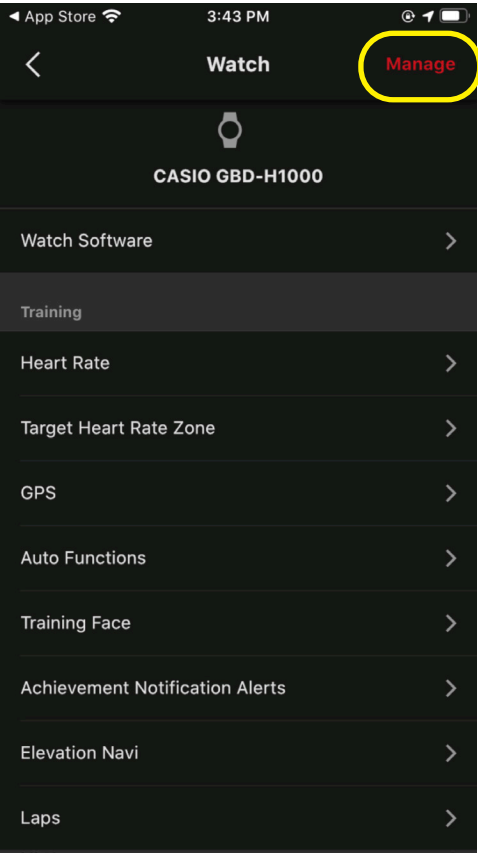 App Store 3:43 PM
Watch Manage
CASIO GBD-H1000
Watch Software
Training
Heart Rate
Target Heart Rate Zone
GPS
Auto Functions
Training Face
Achievement Notification Alerts
Elevation Navi
Laps